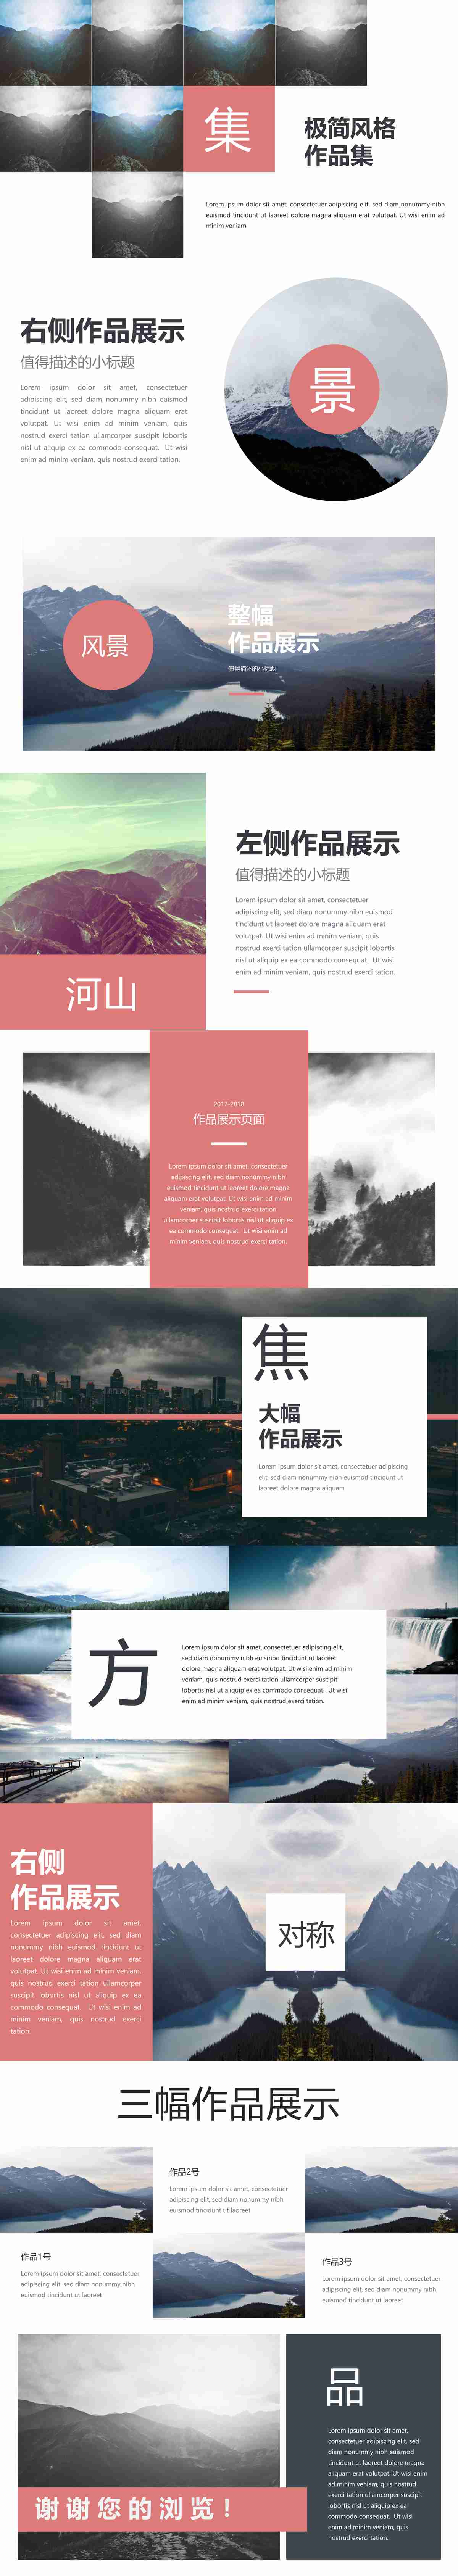 集
极简风格
作品集
Lorem ipsum dolor sit amet, consectetuer adipiscing elit, sed diam nonummy nibh
euismod tincidunt ut laoreet dolore magna aliquam erat volutpat. Ut wisi enim ad
minim veniam
右侧作品展示
值得描述的小标题
Lorem ipsum dolor sit amet, consectetuer
adipiscing elit, sed diam nonummy nibh euismod
tincidunt ut laoreet dolore magna aliquam erat
volutpat. Ut wisi enim ad minim veniam, quis
nostrud exerci tation ullamcorper suscipit lobortis
nisl ut aliquip ex ea commodo consequat. Ut wisi
enim ad minim veniam, quis nostrud exerci tation.
景
风景
整幅
作品展示
值得描述的小标题
左侧作品展示
值得描述的小标题
Lorem ipsum dolor sit amet, consectetuer
adipiscing elit, sed diam nonummy nibh euismod
tincidunt ut laoreet dolore magna aliquam erat
volutpat. Ut wisi enim ad minim veniam, quis
nostrud exerci tation ullamcorper suscipit lobortis
nisl ut aliquip ex ea commodo consequat. Ut wisi
enim ad minim veniam, quis nostrud exerci tation.
河山
2017-2018
作品展示页面
Lorem ipsum dolor sit amet, consectetuer
adipiscing elit, sed diam nonummy nibh
euismod tincidunt ut laoreet dolore magna
aliquam erat volutpat. Ut wisi enim ad minim
veniam, quis nostrud exerci tation
ullamcorper suscipit lobortis nisl ut aliquip ex
ea commodo consequat. Ut wisi enim ad
minim veniam, quis nostrud exerci tation.
焦
大幅
作品展示
Lorem ipsum dolor sit amet, consectetuer adipiscing
elit, sed diam nonummy nibh euismod tincidunt ut
laoreet dolore magna aliquam
方
Lorem ipsum dolor sit amet, consectetuer adipiscing elit,
sed diam nonummy nibh euismod tincidunt ut laoreet
dolore magna aliquam erat volutpat. Ut wisi enim ad minim
veniam, quis nostrud exerci tation ullamcorper suscipit
lobortis nisl ut aliquip ex ea commodo consequat. Ut wisi
enim ad minim veniam, quis nostrud exerci tation.
右侧
作品展示
Lorem ipsum dolor sit amet,
consectetuer adipiscing elit, sed diam
nonummy nibh euismod tincidunt ut
laoreet dolore magna aliquam erat
volutpat. Ut wisi enim ad minim veniam,
quis nostrud exerci tation ullamcorper
suscipit lobortis nisl ut aliquip ex ea
commodo consequat. Ut wisi enim ad
minim veniam, quis nostrud exerci
tation.
对称
三幅作品展示
作品2号
Lorem ipsum dolor sit amet, consectetuer
adipiscing elit, sed diam nonummy nibh
euismod tincidunt ut laoreet
作品1号
Lorem ipsum dolor sit amet, consectetuer
adipiscing elit, sed diam nonummy nibh
euismod tincidunt ut laoreet
作品3号
Lorem ipsum dolor sit amet, consectetuer
adipiscing elit, sed diam nonummy nibh
euismod tincidunt ut laoreet
品
Lorem ipsum dolor sit amet,
consectetuer adipiscing elit, sed
diam nonummy nibh euismod
tincidunt ut laoreet dolore magna
aliquam erat volutpat. Ut wisi enim
ad minim veniam, quis nostrud
exerci tation ullamcorper suscipit
lobortis nisl ut aliquip ex ea
commodo consequat. Ut wisi enim
ad minim veniam, quis
nostrud exerci tation.
谢谢您的浏览！